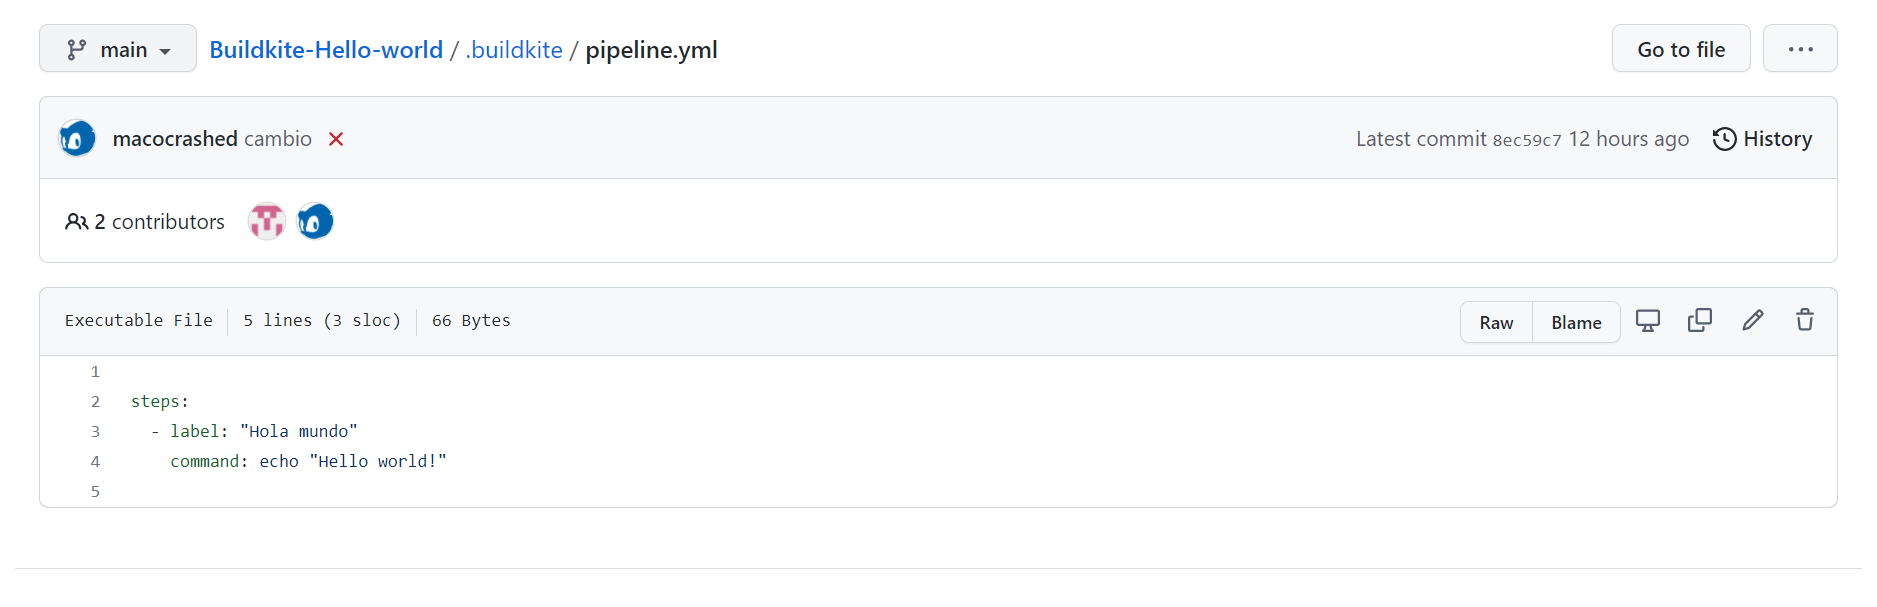 main Buildkite-Hello-world / .buildkite / pipeline.yml Go to file ...
macocrashed cambio Latest commit 8ec59c7 12 hours ago History
2 contributors
Executable File 5 lines (3 sloc) 66 Bytes Raw Blame
1
2 steps:
3 - label: "Hola mundo"
4 command: echo "Hello world!"
5